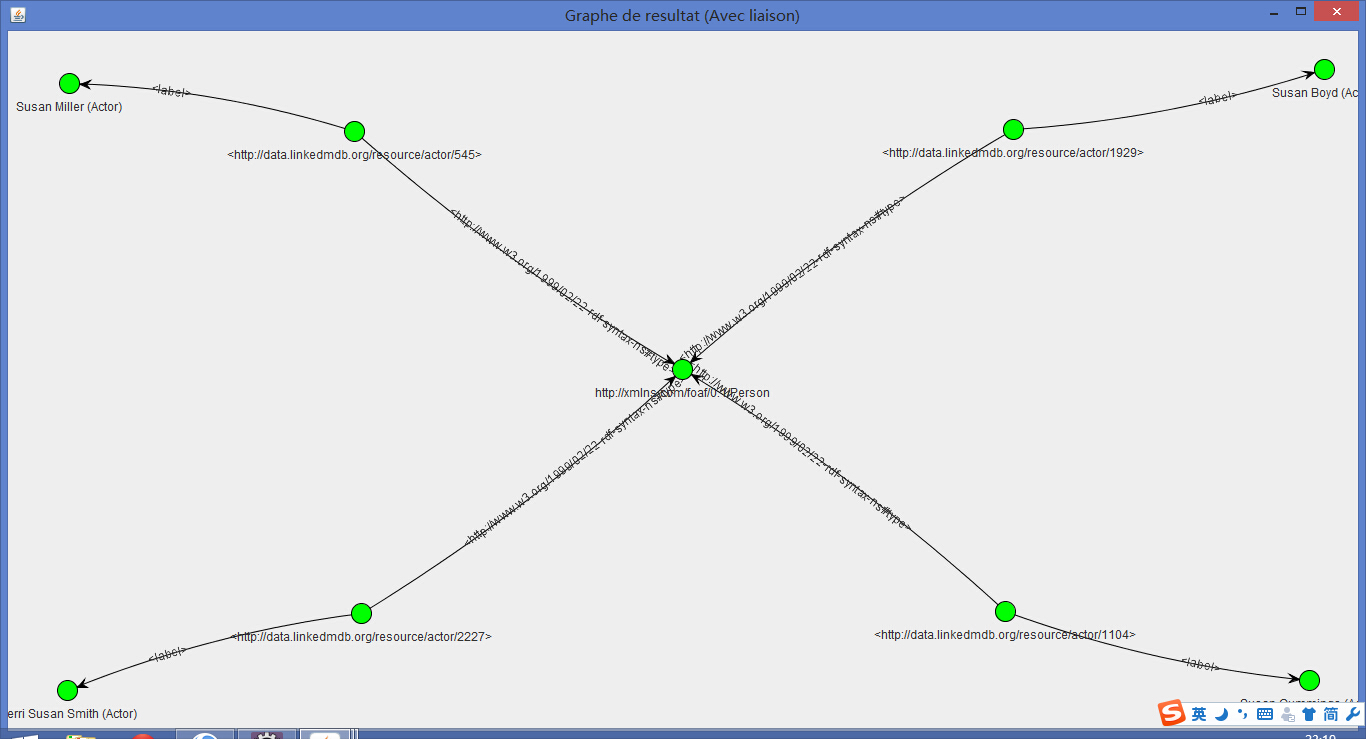 Graphe de resultat (Avec liaison)
Susan Boyd (Ac
<label>
<label>
Susan Miller (Actor)
<http://data.linkedmdb.org/resource/actor/545>
<http://data.linkedmdb.org/resource/actor/1929>
<http://www.w3.org/1999/02/22-rdf-syntax-ns#type>
<http://www.w3.org/1999/02/22-rdf-syntax-ns#type>
http://xmlns.com/foaf/0.1/Person
<http://www.w3.org/1999/02/22-rdf-syntax-ns#type>
<http://www.w3.org/1999/02/22-rdf-syntax-ns#type>
<http://data.linkedmdb.org/resource/actor/2227>
<http://data.linkedmdb.org/resource/actor/1104>
<label>
<label>
erri Susan Smith (Actor)
英 简